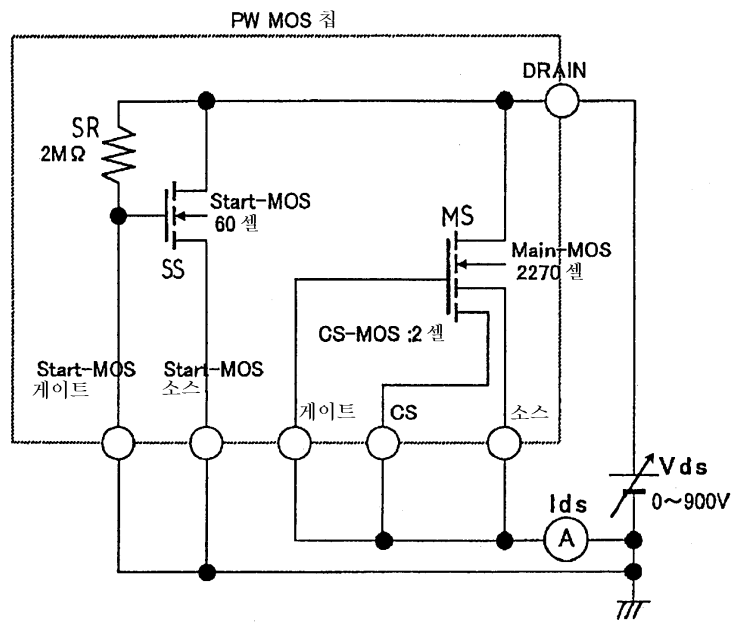 PW MOS 칩
DRAIN
SR
2MΩ
Start-MOS
60 셀
SS
MS
Main-MOS
2270 셀
CS-MOS :2 셀
Start-MOS
게이트
Start-MOS
소스
게이트
CS
소스
Vds
0~900V
Ids
A